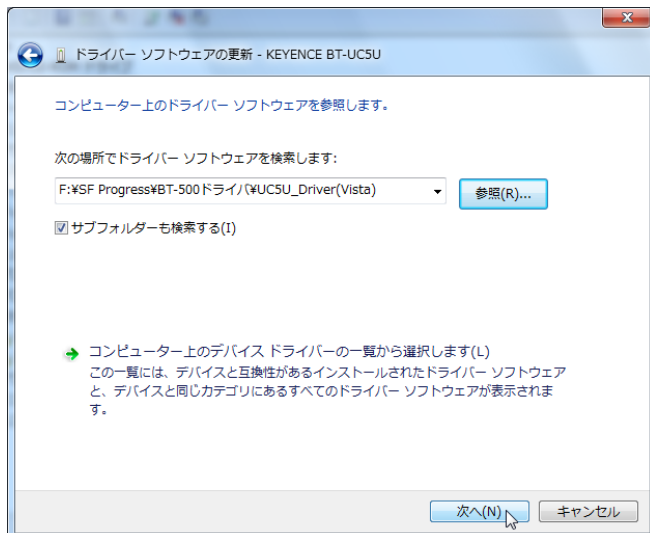 ドライバー ソフトウェアの更新 - KEYENCE BT-UC5U
コンピューター上のドライバー ソフトウェアを参照します。
次の場所でドライバー ソフトウェアを検索します:
F:¥SF Progress¥BT-500ドライバ¥UC5U_Driver(Vista)
参照(R)...
サブフォルダーも検索する(I)
コンピューター上のデバイス ドライバーの一覧から選択します(L)
この一覧には、デバイスと互換性があるインストールされたドライバー ソフトウェア
と、デバイスと同じカテゴリにあるすべてのドライバー ソフトウェアが表示されま
す。
次へ(N)
キャンセル